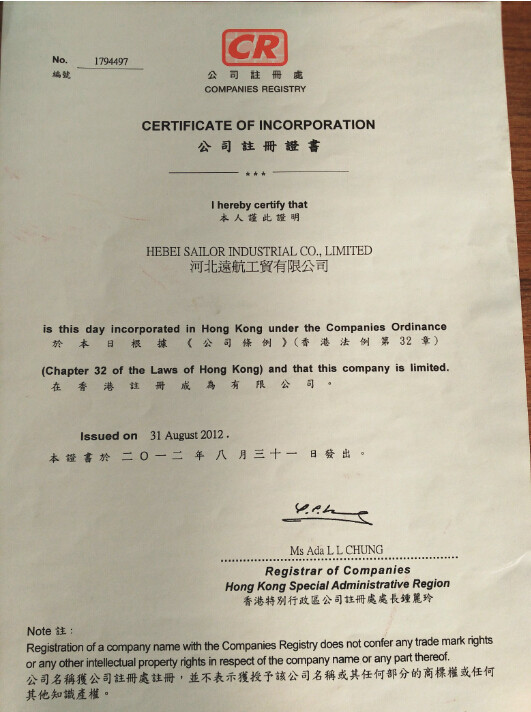 CR
No. 1794497
編號
公司註冊處
COMPANIES REGISTRY
CERTIFICATE OF INCORPORATION
公司註冊證書
***
I hereby certify that
本人謹此證明
HEBEI SAILOR INDUSTRIAL CO., LIMITED
河北遠航工貿有限公司
is this day incorporated in Hong Kong under the Companies Ordinance
於本日根據《公司條例》(香港法例第32章)
(Chapter 32 of the Laws of Hong Kong) and that this company is limited.
在香港註冊成為有限公司。
Issued on 31 August 2012.
本證書於二〇一二年八月三十一日發出。
Ms Ada L L CHUNG
Registrar of Companies
Hong Kong Special Administrative Region
香港特別行政區公司註冊處處長鍾麗玲
Note 註:
Registration of a company name with the Companies Registry does not confer any trade mark rights
or any other intellectual property rights in respect of the company name or any part thereof.
公司名稱獲公司註冊處註冊,並不表示獲授予該公司名稱或其任何部分的商標權或任何
其他知識產權。